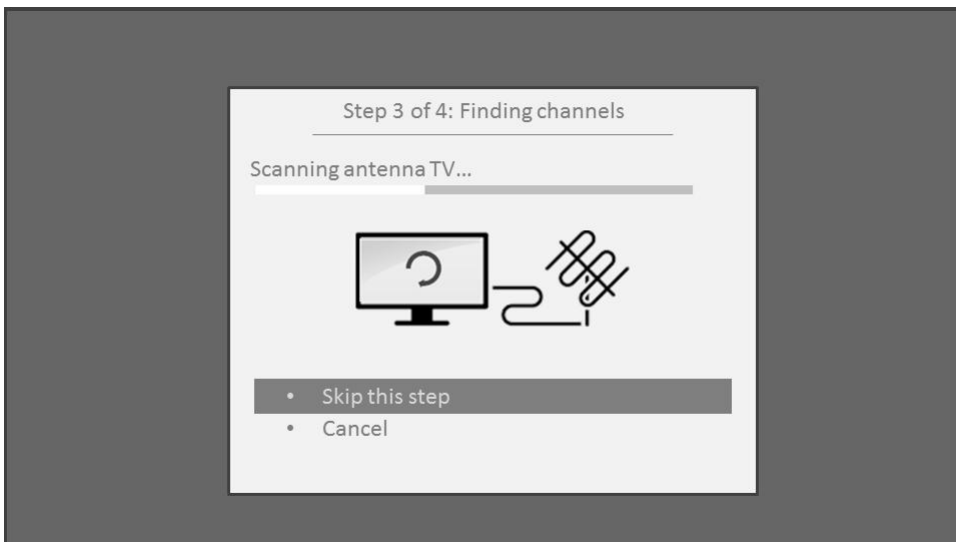 Step 3 of 4: Finding channels
Scanning antenna TV...
• Skip this step
• Cancel